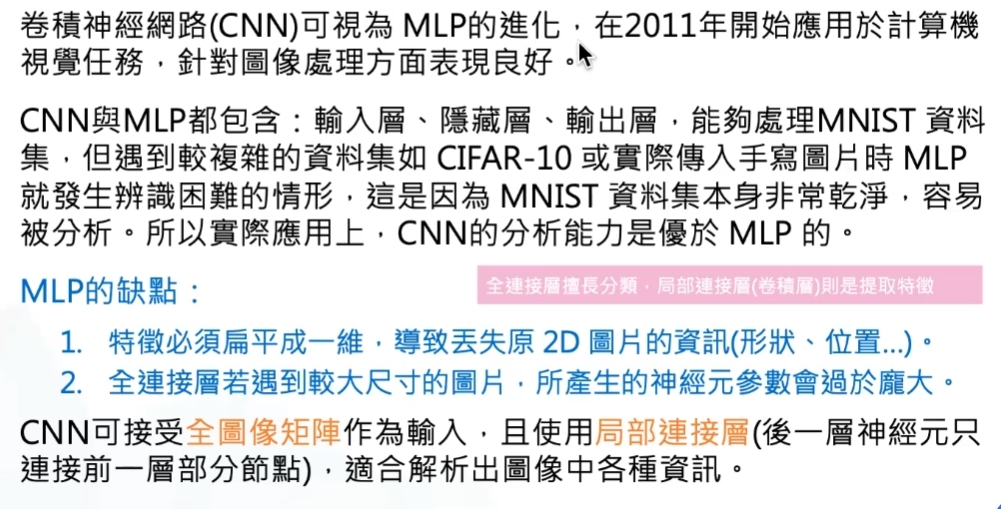 卷積神經網路(CNN)可視為 MLP的進化，在2011年開始應用於計算機
視覺任務，針對圖像處理方面表現良好。
CNN與MLP都包含：輸入層、隱藏層、輸出層，能夠處理MNIST 資料
集，但遇到較複雜的資料集如 CIFAR-10 或實際傳入手寫圖片時 MLP
就發生辨識困難的情形，這是因為 MNIST 資料集本身非常乾淨，容易
被分析。所以實際應用上，CNN的分析能力是優於 MLP 的。
MLP的缺點：
全連接層擅長分類，局部連接層(卷積層)則是提取特徵
1. 特徵必須扁平成一維，導致丟失原 2D 圖片的資訊(形狀、位置...)。
2. 全連接層若遇到較大尺寸的圖片，所產生的神經元參數會過於龐大。
CNN可接受全圖像矩陣作為輸入，且使用局部連接層(後一層神經元只
連接前一層部分節點)，適合解析出圖像中各種資訊。